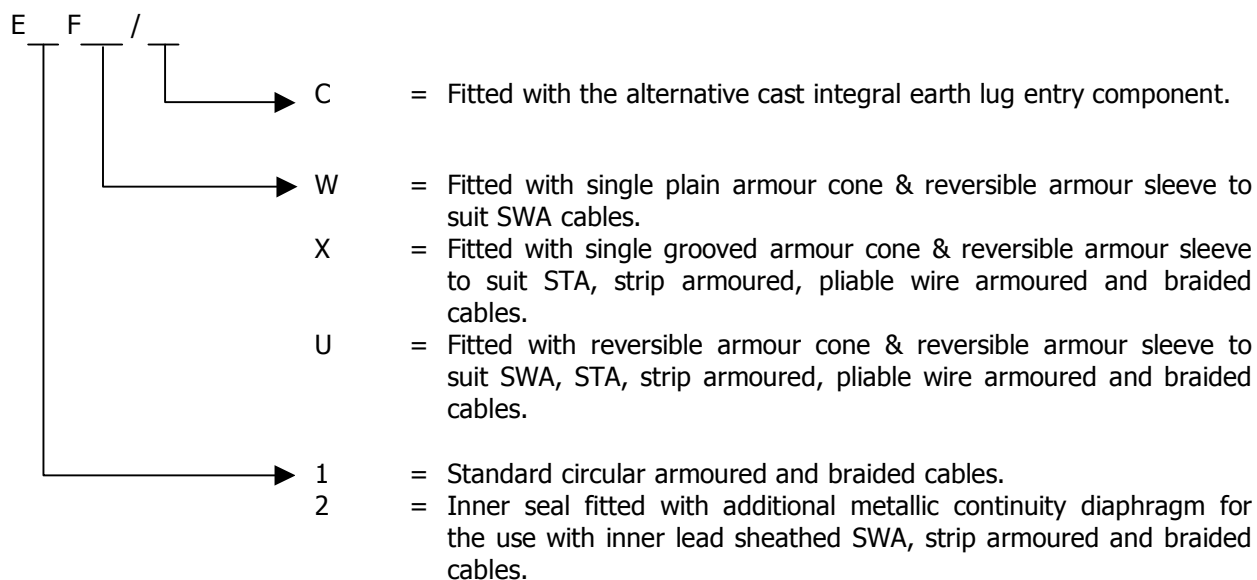 E__ F__ / __
C = Fitted with the alternative cast integral earth lug entry component.
W = Fitted with single plain armour cone & reversible armour sleeve to
suit SWA cables.
X = Fitted with single grooved armour cone & reversible armour sleeve
to suit STA, strip armoured, pliable wire armoured and braided
cables.
U = Fitted with reversible armour cone & reversible armour sleeve to
suit SWA, STA, strip armoured, pliable wire armoured and braided
cables.
1 = Standard circular armoured and braided cables.
2 = Inner seal fitted with additional metallic continuity diaphragm for
the use with inner lead sheathed SWA, strip armoured and braided
cables.